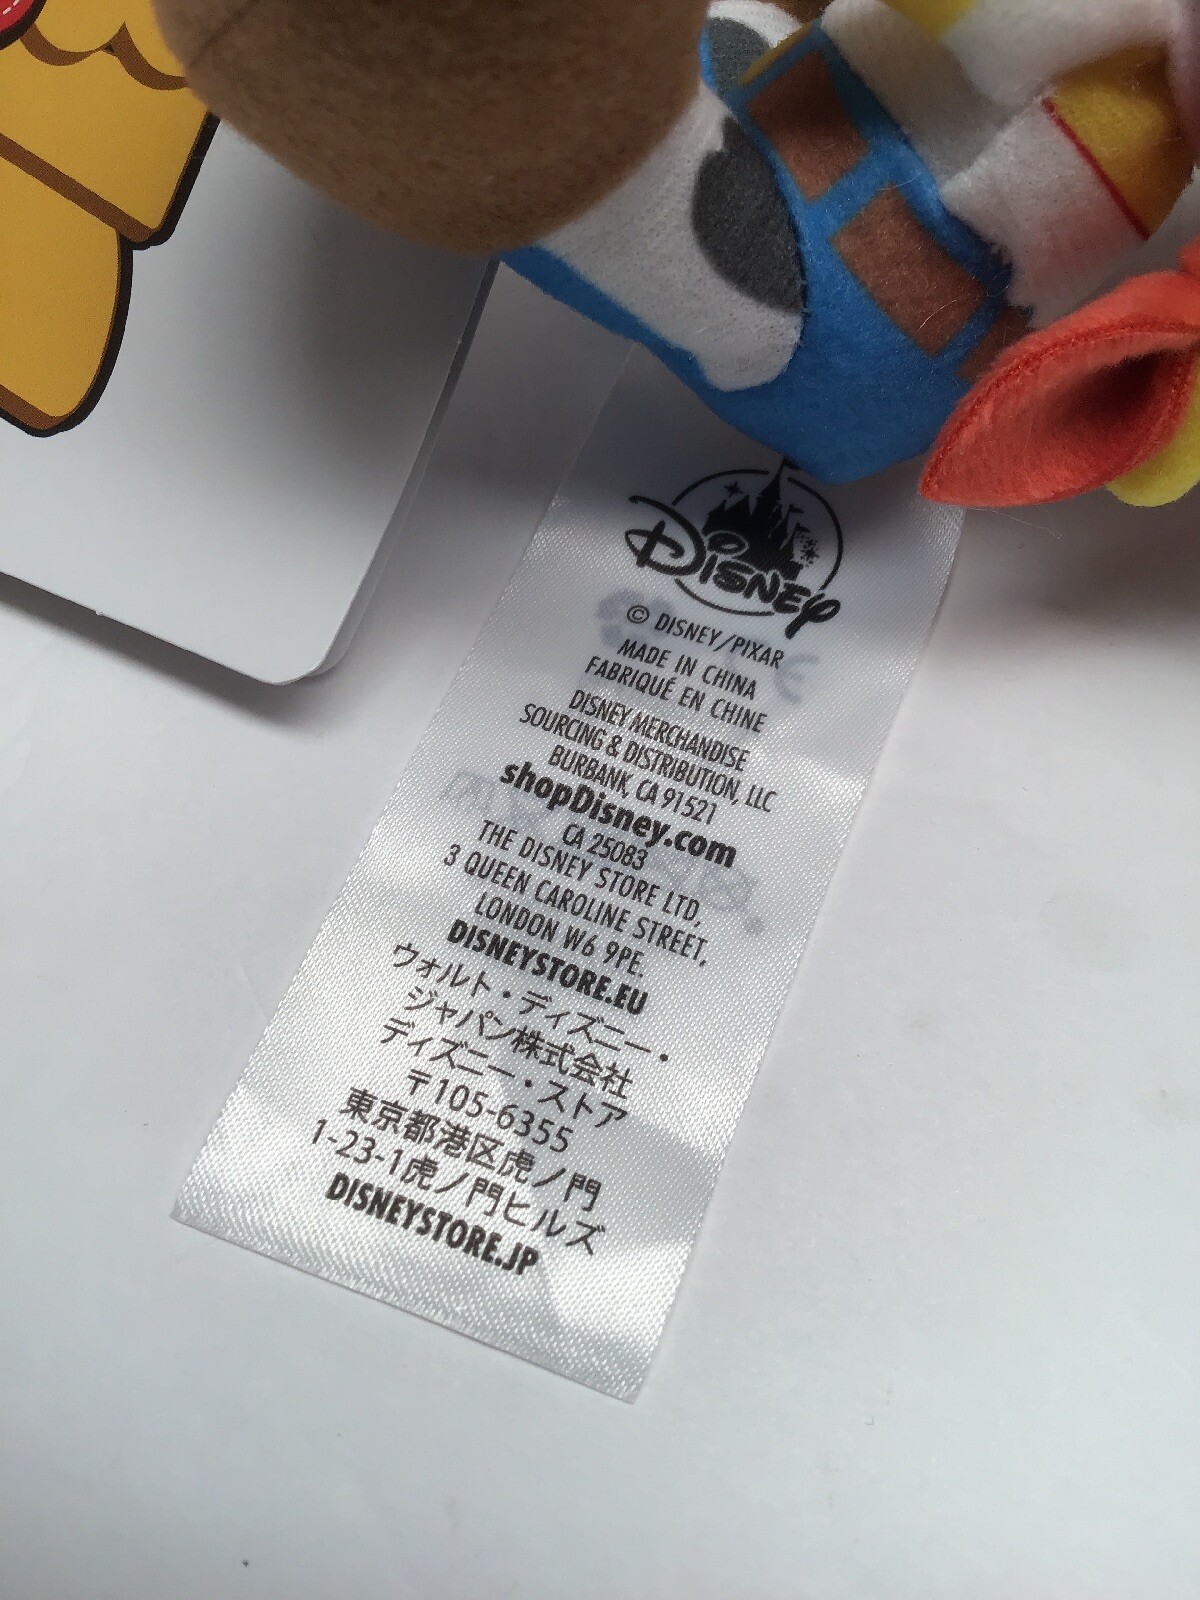 Disney
© DISNEY/PIXAR
MADE IN CHINA
FABRIQUÉ EN CHINE
DISNEY MERCHANDISE
SOURCING & DISTRIBUTION, LLC
BURBANK, CA 91521
shopDisney.com
CA 25083
THE DISNEY STORE LTD,
3 QUEEN CAROLINE STREET,
LONDON W6 9PE.
DISNEYSTORE.EU
ウォルト・ディズニー・
ジャパン株式会社
ディズニー・ストア
〒105-6355
東京都港区虎ノ門
1-23-1虎ノ門ヒルズ
DISNEYSTORE.JP